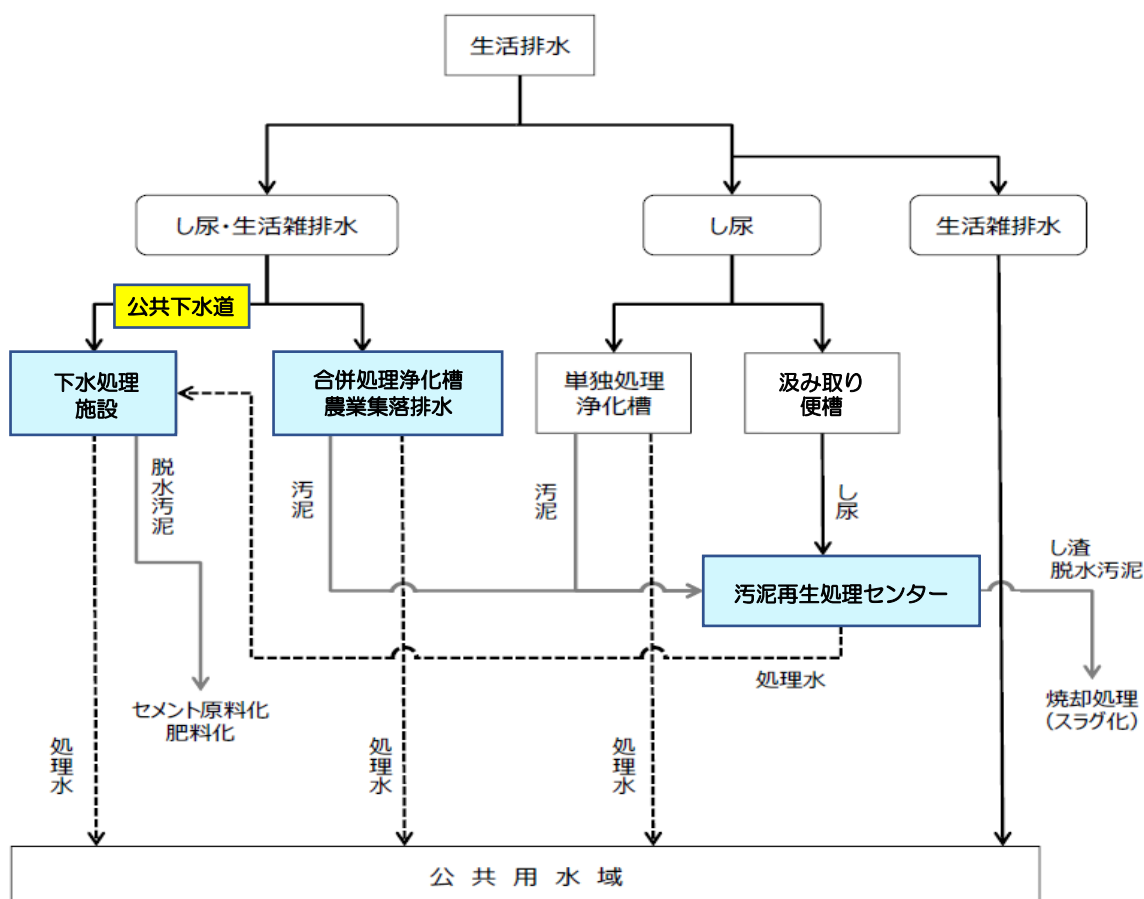 生活排水
し尿・生活雑排水
し尿
生活雑排水
公共下水道
下水処理
施設
合併処理浄化槽
農業集落排水
単独処理
浄化槽
汲み取り
便槽
脱水汚泥
汚泥
汚泥
し尿
し渣
脱水汚泥
汚泥再生処理センター
処理水
セメント原料化
肥料化
焼却処理
(スラグ化)
処理水
処理水
処理水
公共用水域